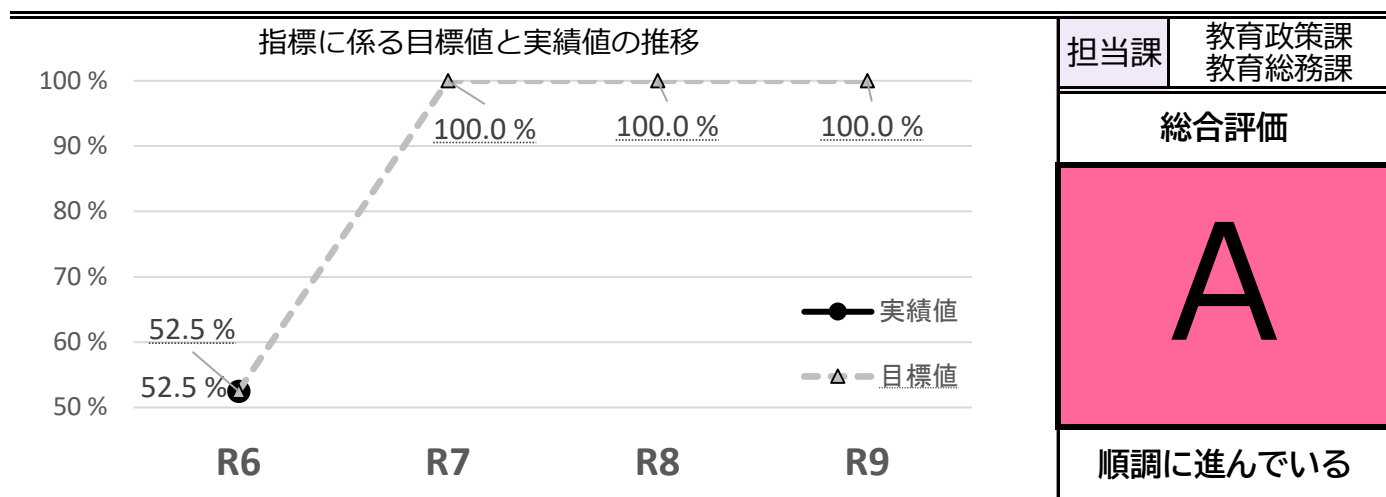 指標に係る目標値と実績値の推移
100 %
90 %
80 %
70 %
60 %
50 %
52.5 %
52.5 %
100.0 %
100.0 %
100.0 %
実績値
目標値
R6
R7
R8
R9
担当課
教育政策課
教育総務課
総合評価
A
順調に進んでいる